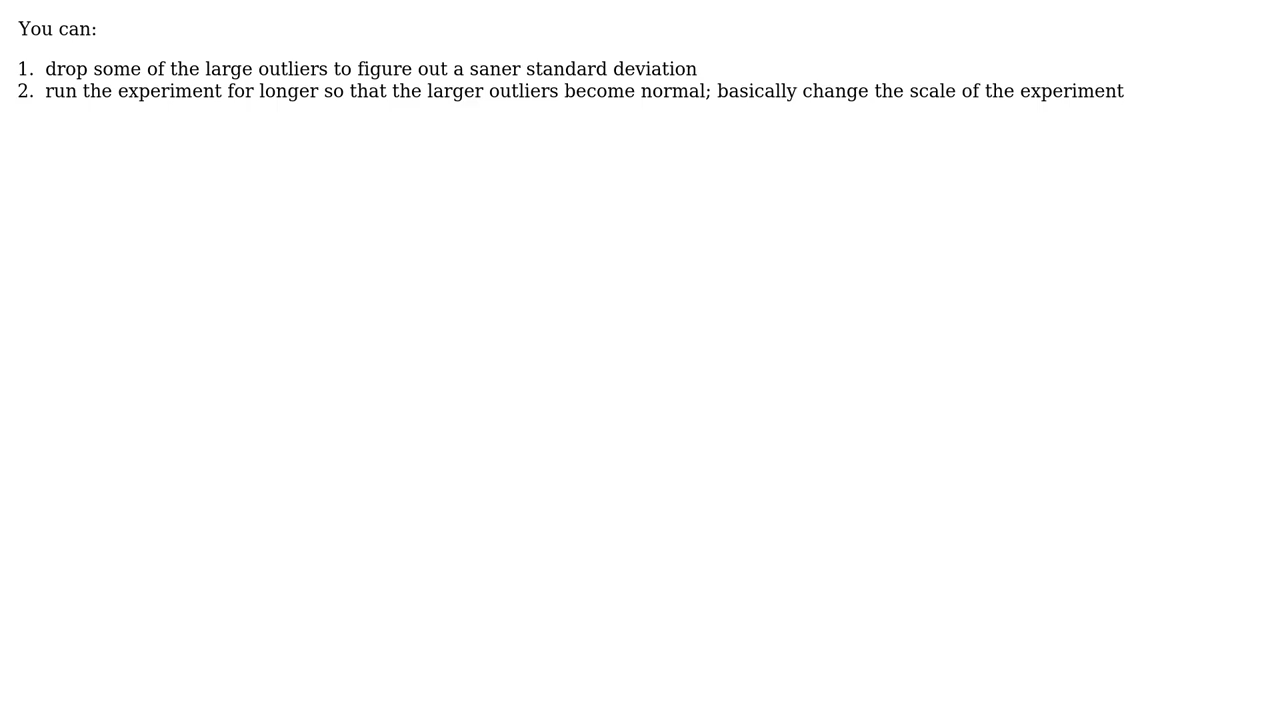 You can:
1. drop some of the large outliers to figure out a saner standard deviation
2. run the experiment for longer so that the larger outliers become normal; basically change the scale of the experiment